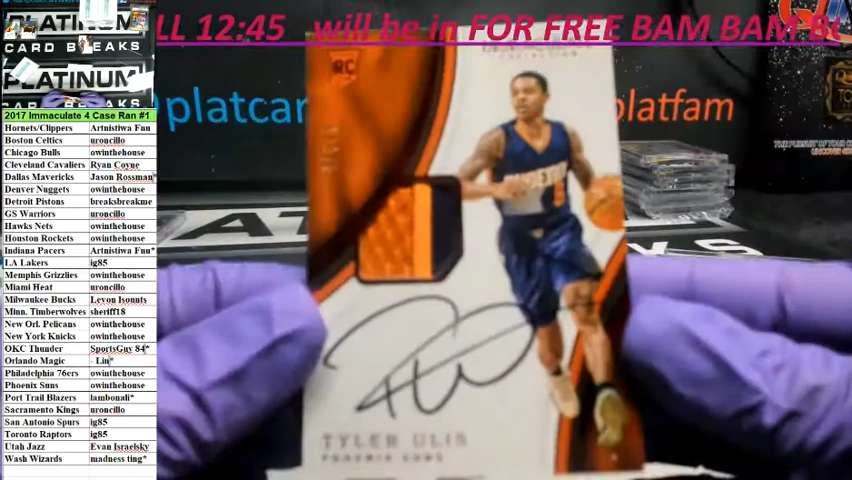 LL 12:45 will be in FOR FREE BAM BAM B
PLATINUM
CARD BREAKS
PLATINUM
CARD BREAKS
@platcar
platfam
RC
2017 Immaculate 4 Case Ran #1
Hornets/Clippers Artnistiwa Fnu
Boston Celtics uroncillo
Chicago Bulls owinthehouse
Cleveland Cavaliers Ryan Coyne
Dallas Mavericks Jason Rossman*
Denver Nuggets owinthehouse
Detroit Pistons breaksbreakme
GS Warriors uroncillo
Hawks Nets owinthehouse
Houston Rockets owinthehouse
Indiana Pacers Artnistiwa Fnu*
LA Lakers ig85
Memphis Grizzlies owinthehouse
Miami Heat uroncillo
Milwaukee Bucks Levon Isonnts
Minn. Timberwolves sheriff18
New Orl. Pelicans owinthehouse
New York Knicks owinthehouse
OKC Thunder SportsGuy 84*
Orlando Magic - Lin*
Philadelphia 76ers owinthehouse
Phoenix Suns owinthehouse
Port Trail Blazers lambonali*
Sacramento Kings uroncillo
San Antonio Spurs ig85
Toronto Raptors ig85
Utah Jazz Evan Israelsky
Wash Wizards madness ting*
TYLER ULIS
PHOENIX SUNS